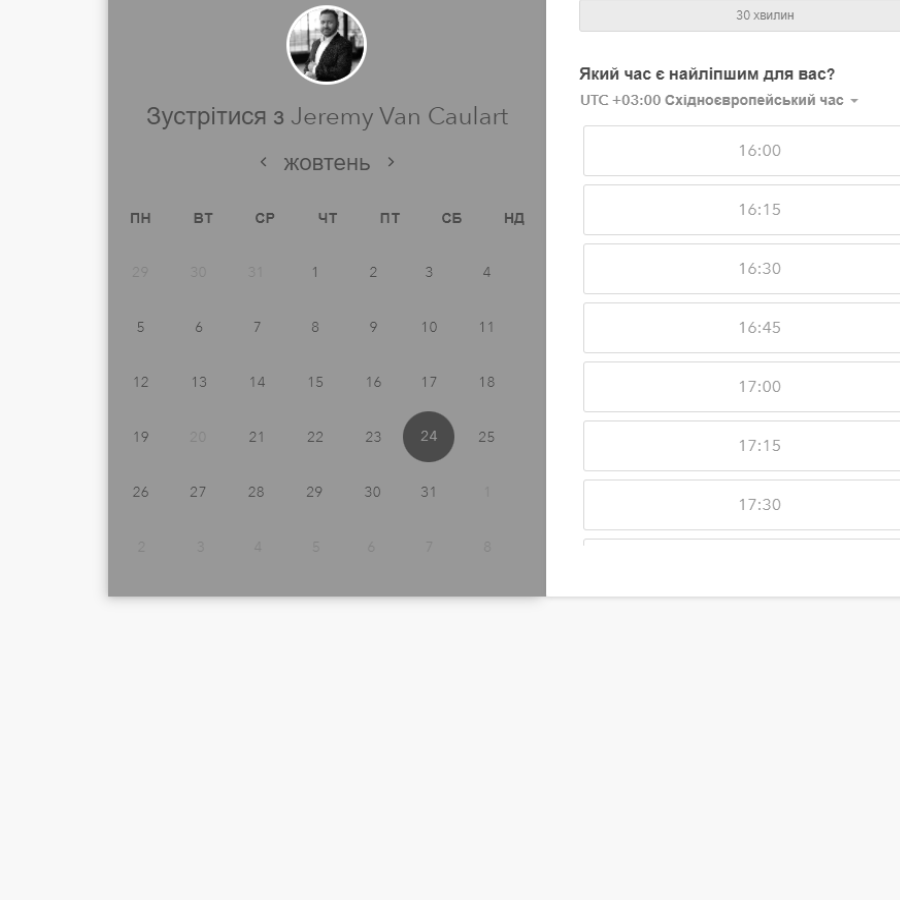 Зустрітися з Jeremy Van Caulart
‹ жовтень ›
ПН ВТ СР ЧТ ПТ СБ НД
29 30 31 1 2 3 4
5 6 7 8 9 10 11
12 13 14 15 16 17 18
19 20 21 22 23 24 25
26 27 28 29 30 31 1
2 3 4 5 6 7 8
30 хвилин
Який час є найліпшим для вас?
UTC +03:00 Східноєвропейський час
16:00
16:15
16:30
16:45
17:00
17:15
17:30